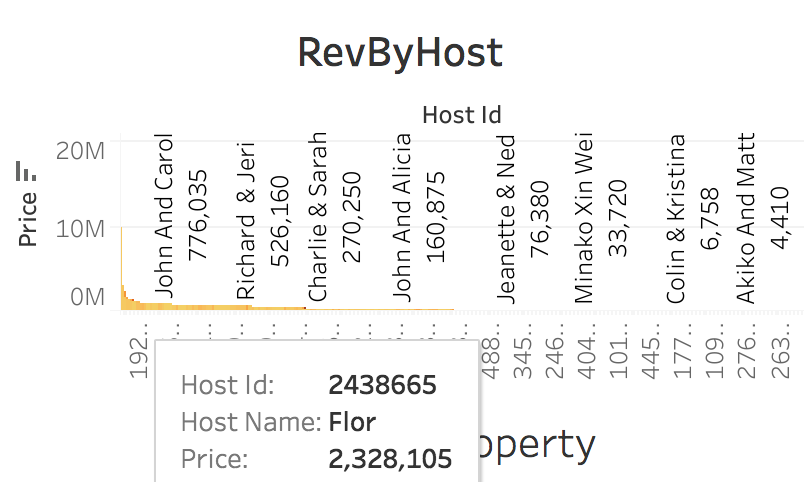 RevByHost
Host Id
Price
20M
10M
0M
John And Carol
776,035
Richard & Jeri
526,160
Charlie & Sarah
270,250
John And Alicia
160,875
Jeanette & Ned
76,380
Minako Xin Wei
33,720
Colin & Kristina
6,758
Akiko And Matt
4,410
192..
488..
345..
246..
404..
101..
445..
177..
109..
276..
263..
Host Id: 2438665
Host Name: Flor
Price: 2,328,105
operty